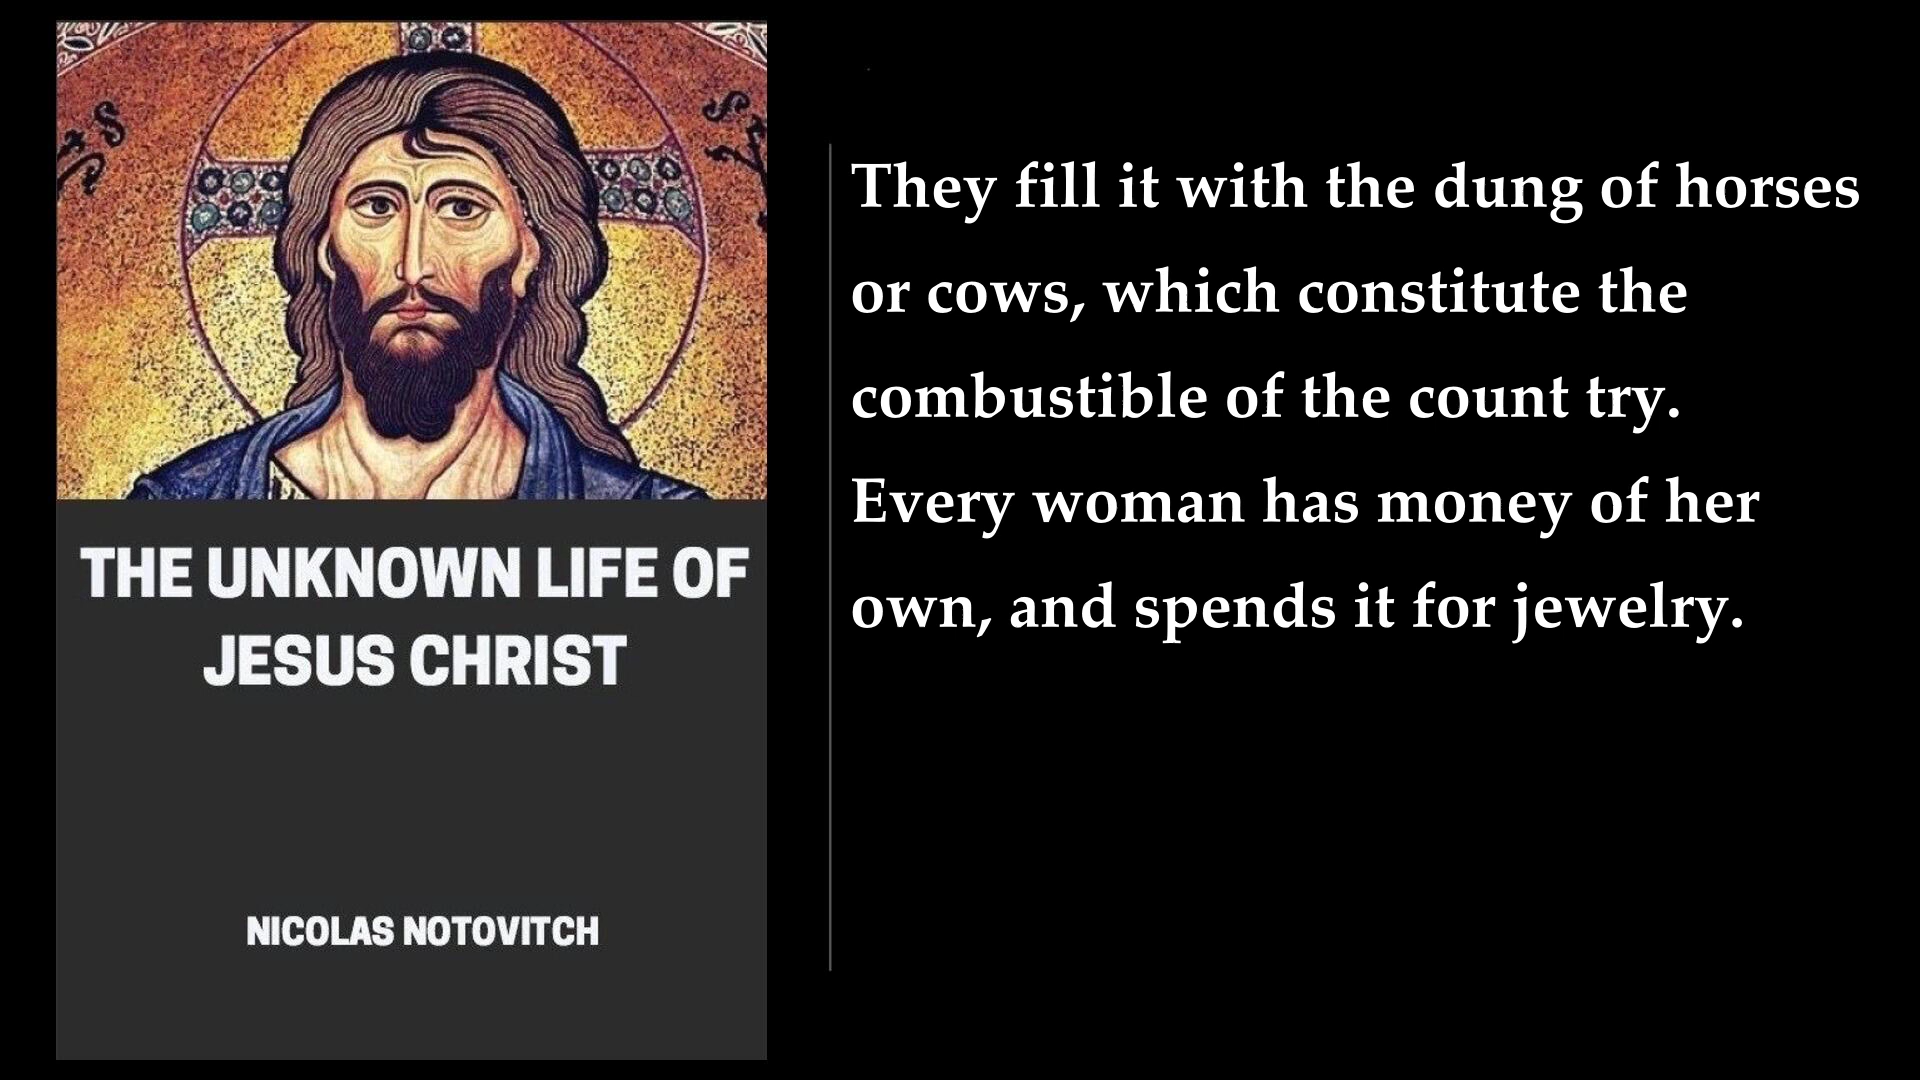 THE UNKNOWN LIFE OF
JESUS CHRIST
NICOLAS NOTOVITCH
They fill it with the dung of horses
or cows, which constitute the
combustible of the count try.
Every woman has money of her
own, and spends it for jewelry.